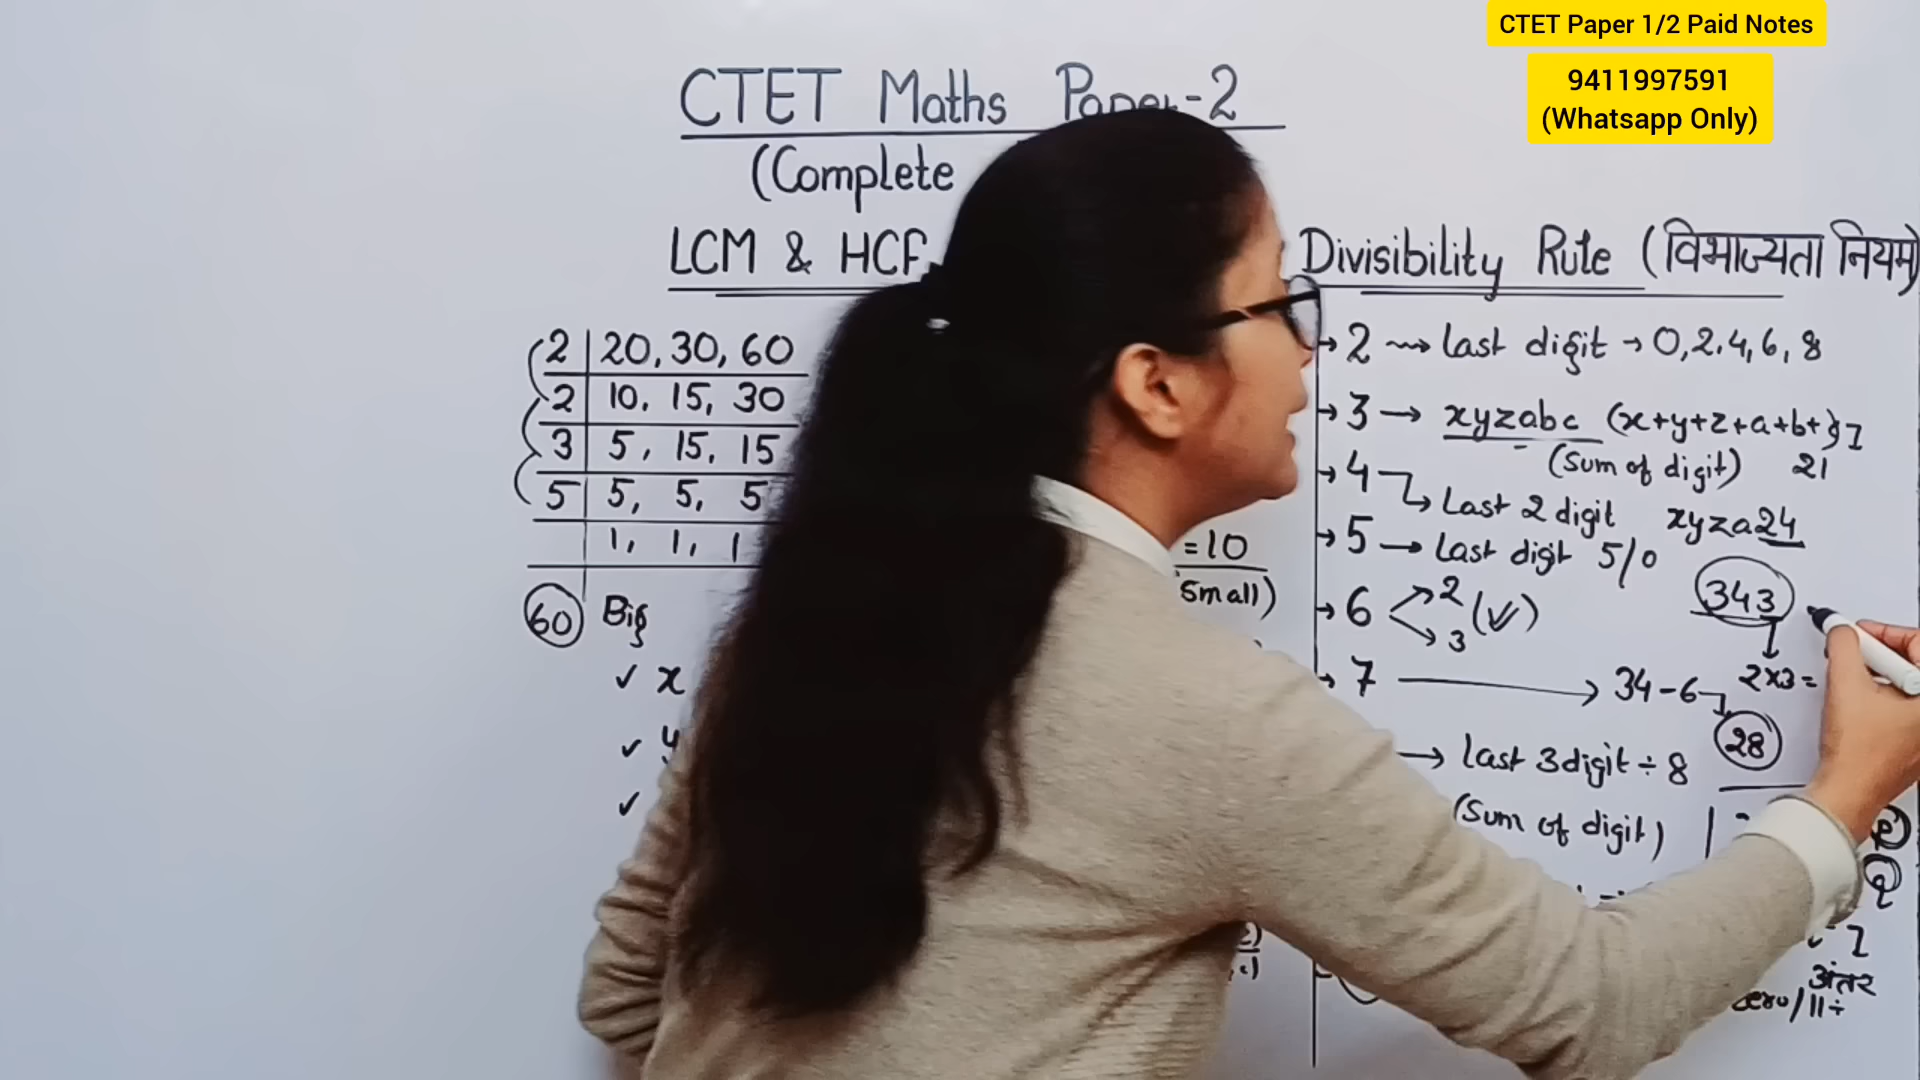 CTET Paper 1/2 Paid Notes
9411997591
(Whatsapp Only)
CTET Maths Paper-2
(Complete
LCM & HCF
2 | 20, 30, 60
2 | 10, 15, 30
3 | 5, 15, 15
5 | 5, 5, 5
1, 1, 1
60 Big
✓ x
✓ y
✓
=10
Small)
Divisibility Rule (विभाज्यता नियम)
→ 2 → last digit → 0,2,4,6,8
→ 3 → xyzabc (x+y+z+a+b+
(Sum of digit) 21
→ 4 → Last 2 digit xyza24
→ 5 → Last digit 5/0
→ 6 2 3 (✓)
343
2×3=
→ 7 → 34-6
28
→ last 3 digit ÷ 8
(Sum of digit)
अंतर
zero/11÷